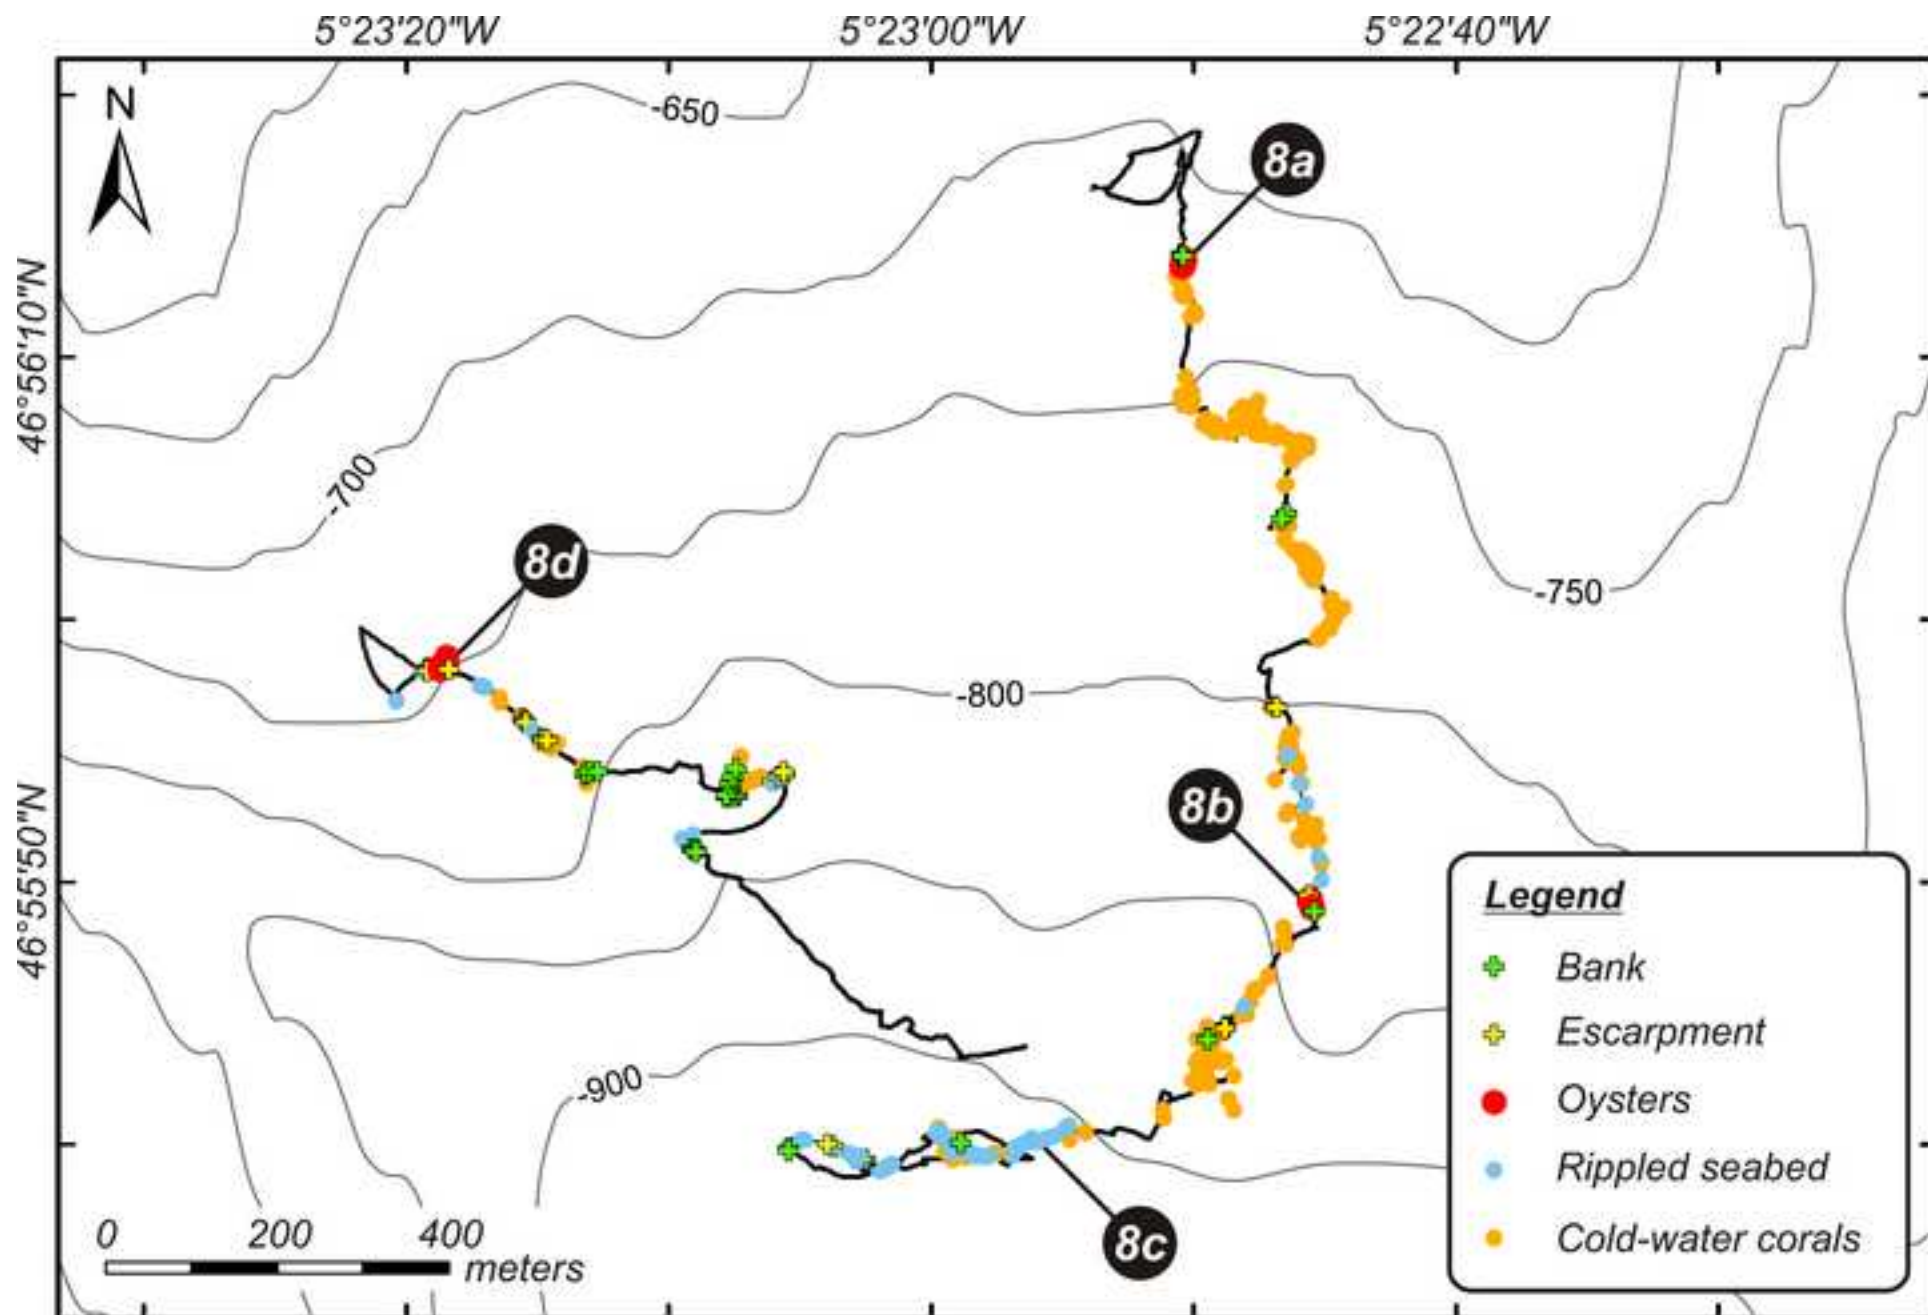 5°23'20"W
5°23'00"W
5°22'40"W
N
-650
8a
46°56'10"N
-700
8d
-750
-800
8b
46°55'50"N
Legend
Bank
Escarpment
-900
Oysters
Rippled seabed
8c
Cold-water corals
0 200 400
meters